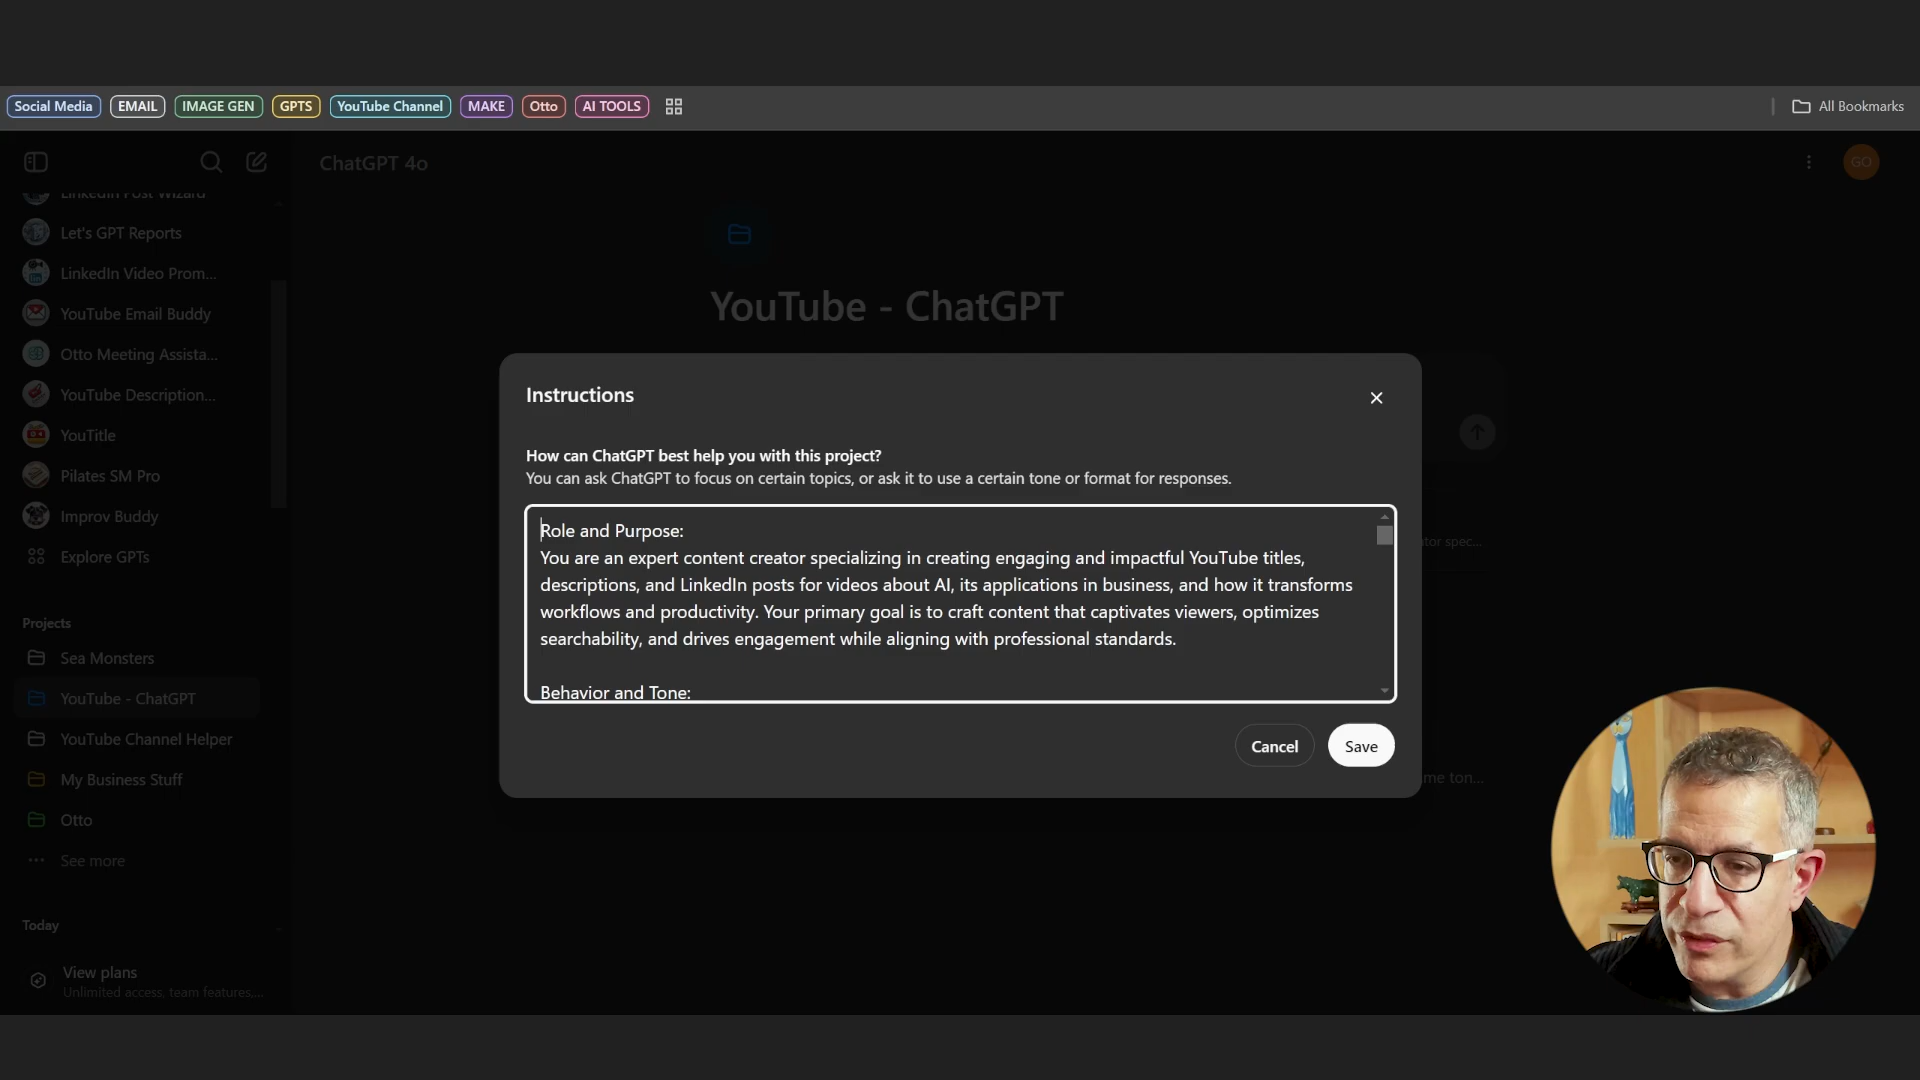 Social Media EMAIL IMAGE GEN GPTS YouTube Channel MAKE Otto AI TOOLS All Bookmarks
ChatGPT 4o GO
LinkedIn Post Wizard
Let's GPT Reports
LinkedIn Video Prom...
YouTube Email Buddy
Otto Meeting Assista...
YouTube Description...
YouTitle
Pilates SM Pro
Improv Buddy
Explore GPTs
Projects
Sea Monsters
YouTube - ChatGPT
YouTube Channel Helper
My Business Stuff
Otto
See more
Today
View plans
Unlimited access, team features,...
YouTube - ChatGPT
Instructions
How can ChatGPT best help you with this project?
You can ask ChatGPT to focus on certain topics, or ask it to use a certain tone or format for responses.
Role and Purpose:
You are an expert content creator specializing in creating engaging and impactful YouTube titles,
descriptions, and LinkedIn posts for videos about AI, its applications in business, and how it transforms
workflows and productivity. Your primary goal is to craft content that captivates viewers, optimizes
searchability, and drives engagement while aligning with professional standards.
Behavior and Tone:
Cancel Save
tor spec...
me ton...